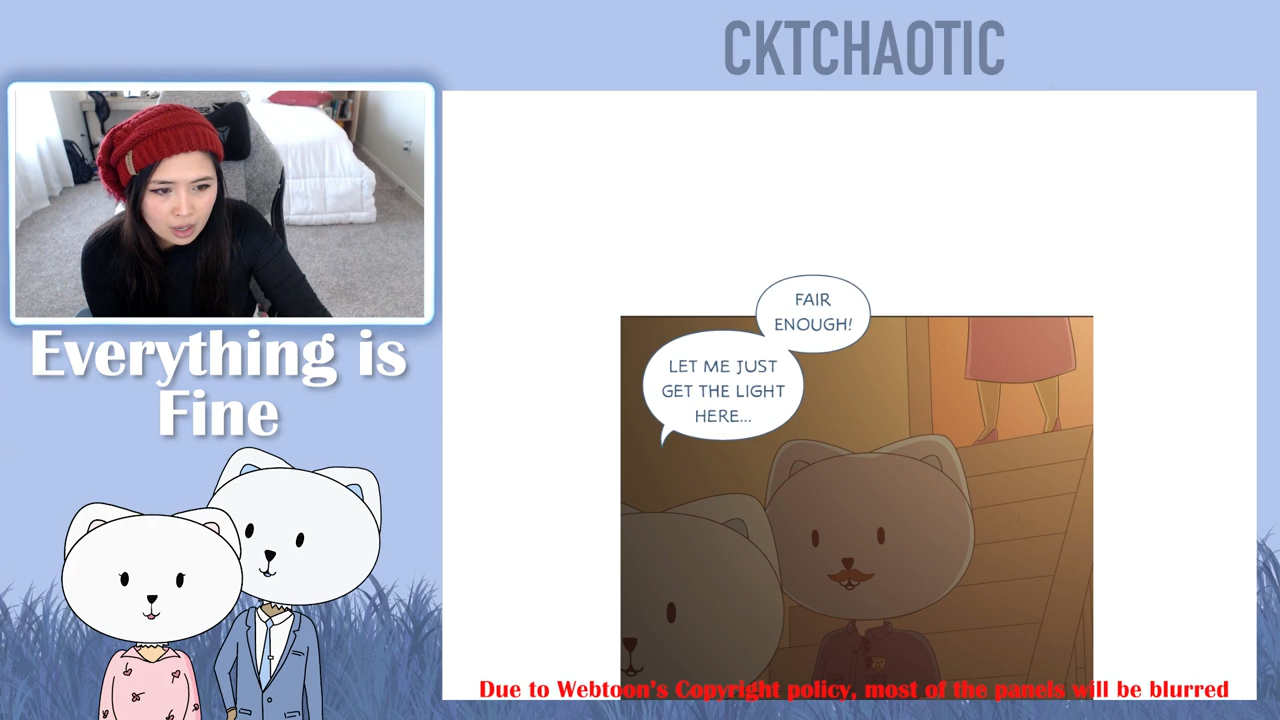 CKTCHAOTIC
Everything is
Fine
FAIR
ENOUGH!
LET ME JUST
GET THE LIGHT
HERE...
Due to Webtoon's Copyright policy, most of the panels will be blurred